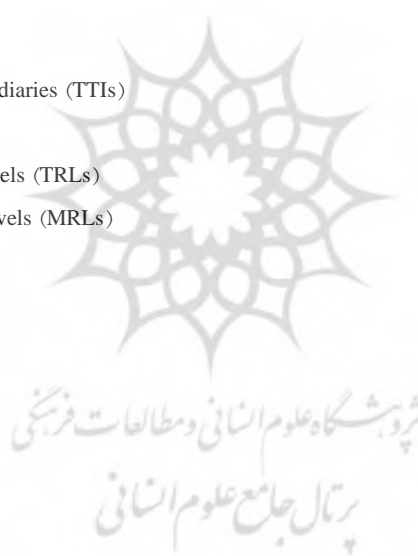 diaries (TTIs)
els (TRLs)
vels (MRLs)
پژوهشگاه علوم انسانی و مطالعات فرهنگی
پرتال جامع علوم انسانی